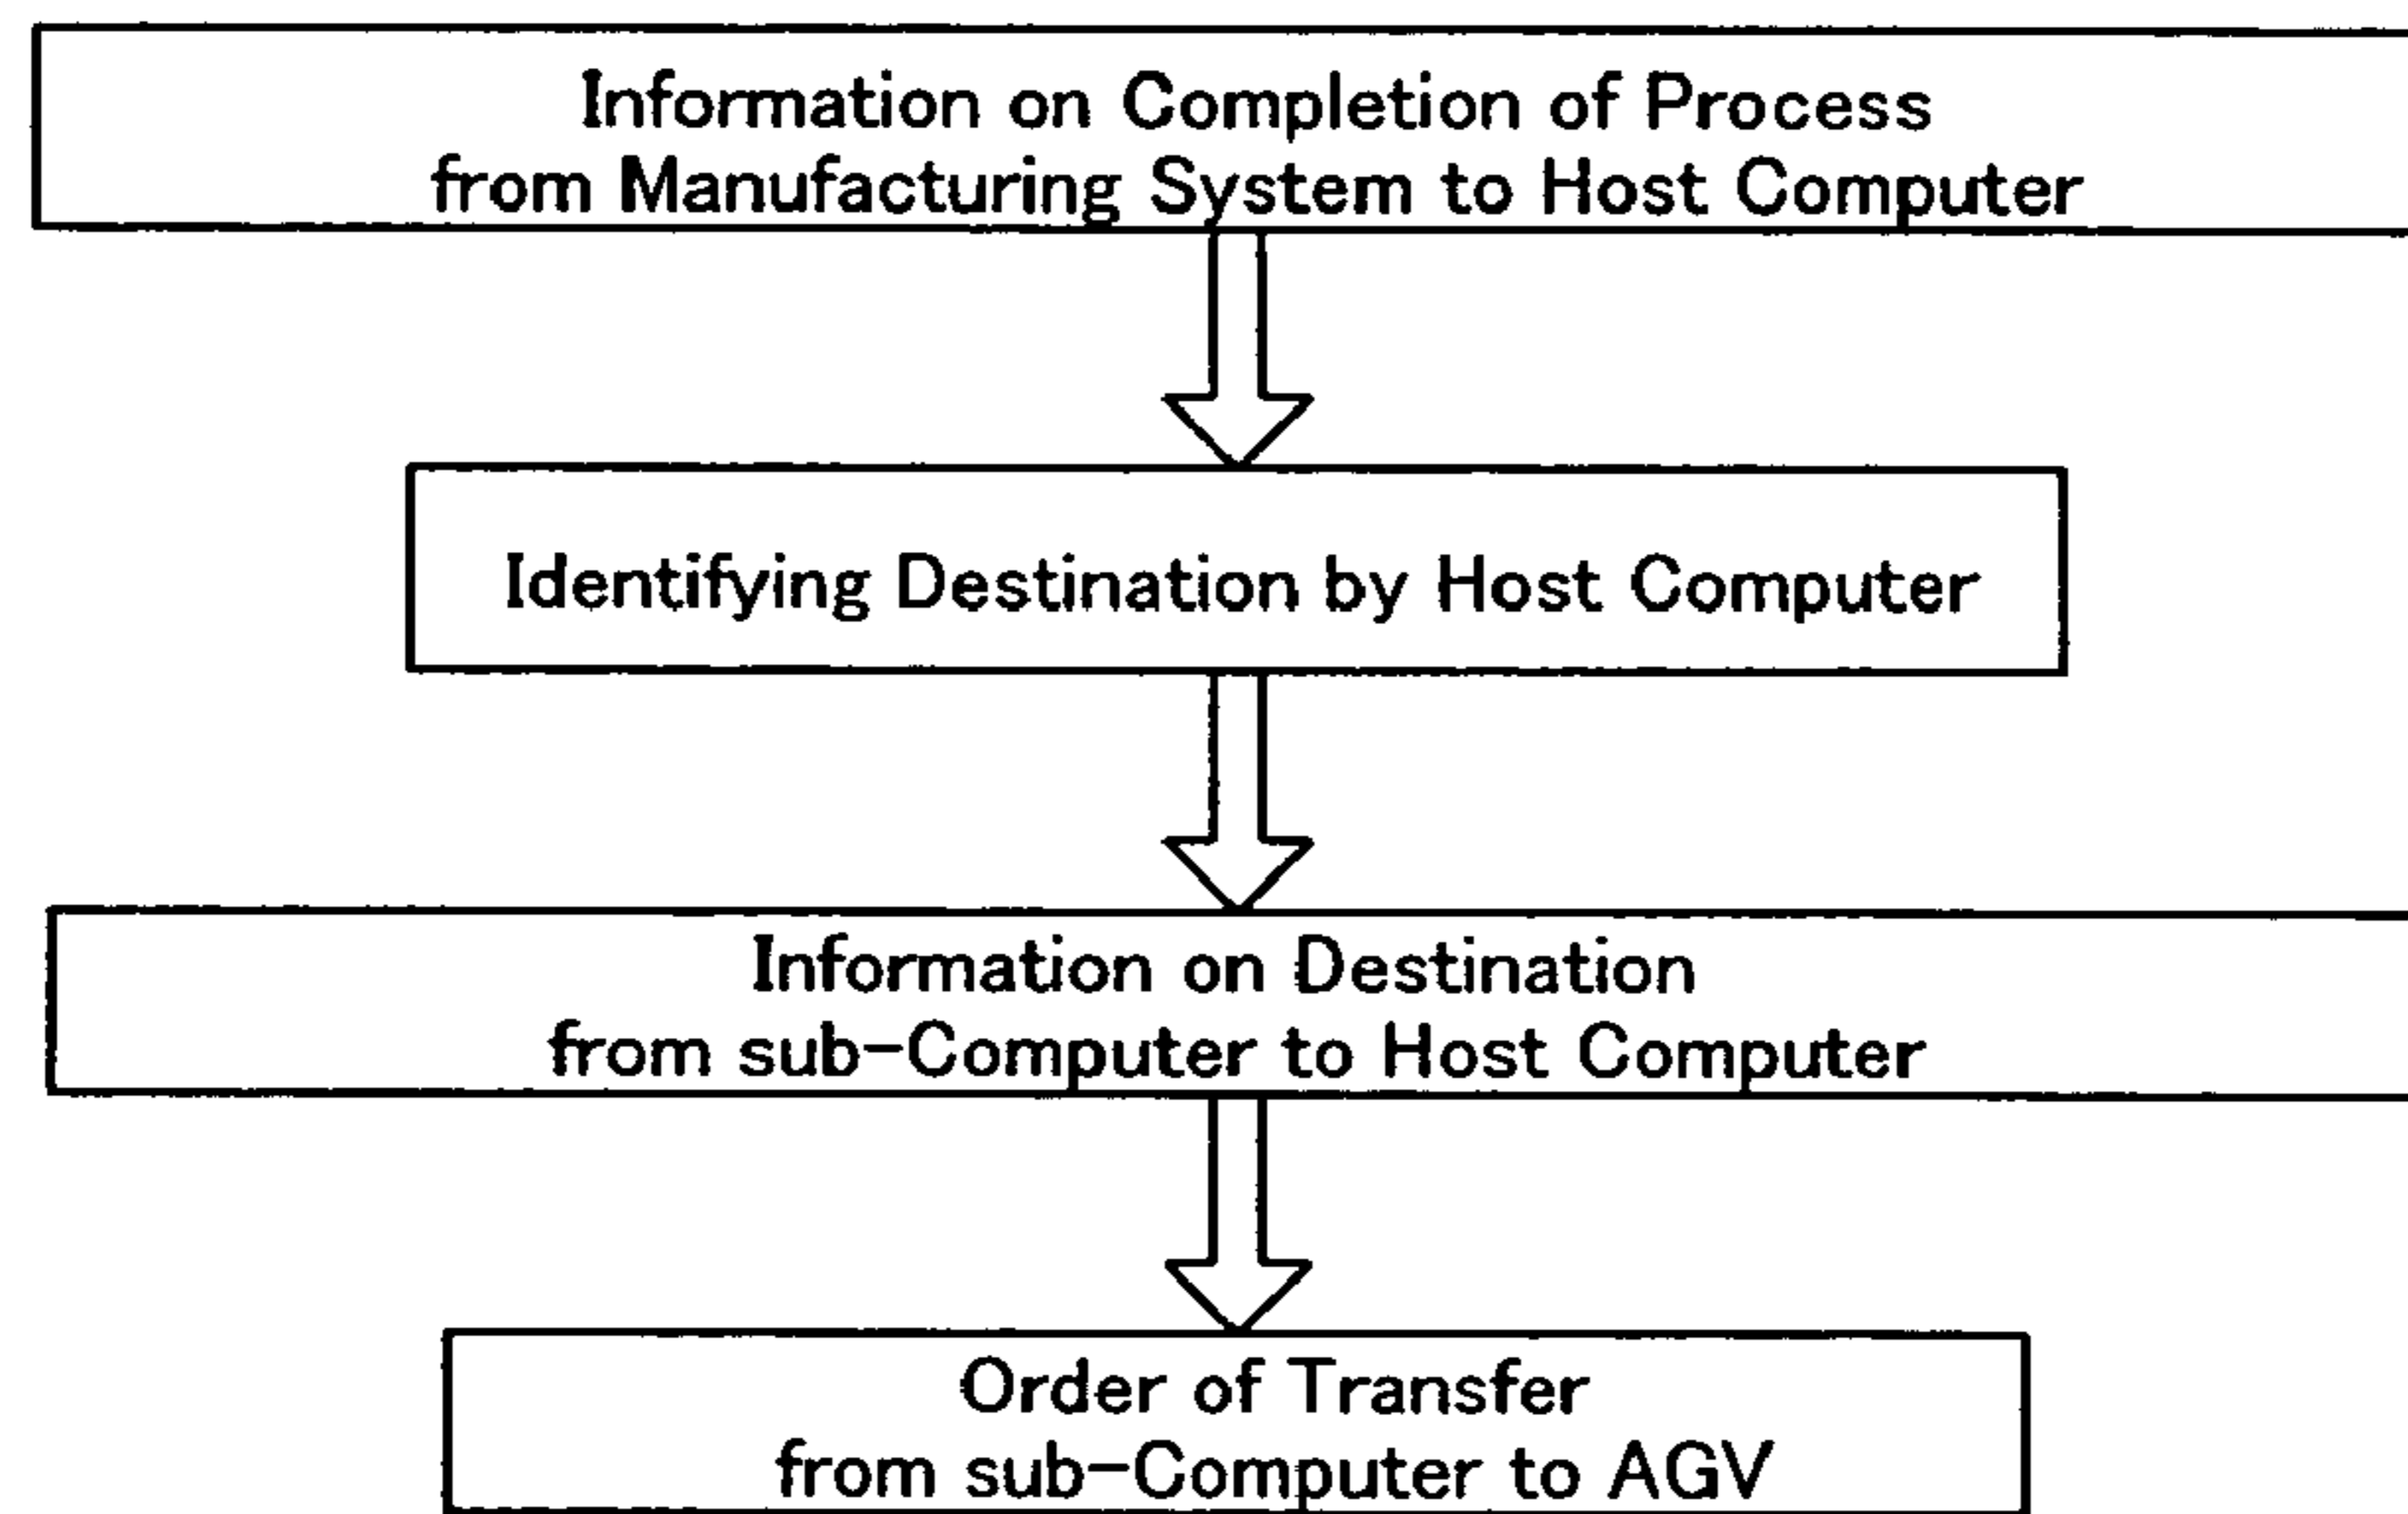 Information on Completion of Process
from Manufacturing System to Host Computer
Identifying Destination by Host Computer
Information on Destination
from sub-Computer to Host Computer
Order of Transfer
from sub-Computer to AGV